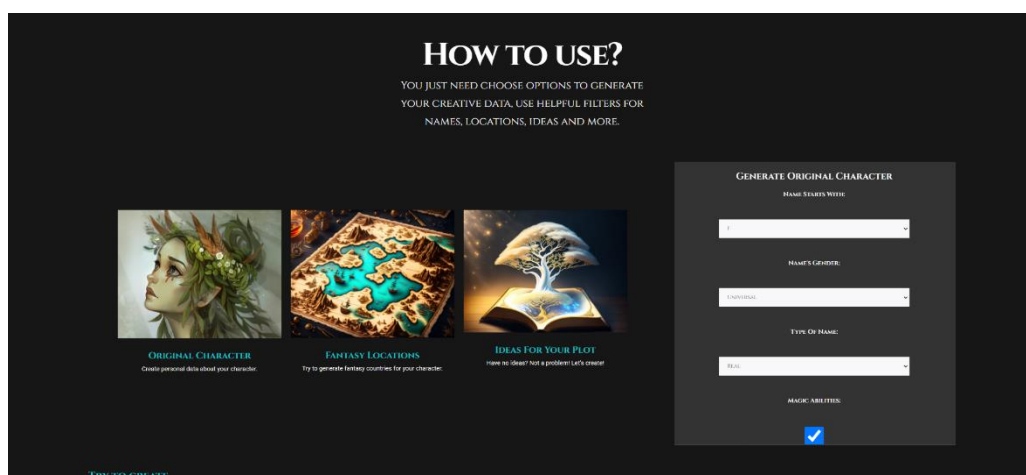 How to use?
You just need choose options to generate
your creative data, use helpful filters for
names, locations, ideas and more.
Original Character
Create personal data about your character.
Fantasy Locations
Try to generate fantasy countries for your character.
Ideas For Your Plot
Have no ideas? Not a problem! Let's create!
Generate Original Character
Name Starts With:
Name's Gender:
Universal
Type Of Name:
Real
Magic Abilities: